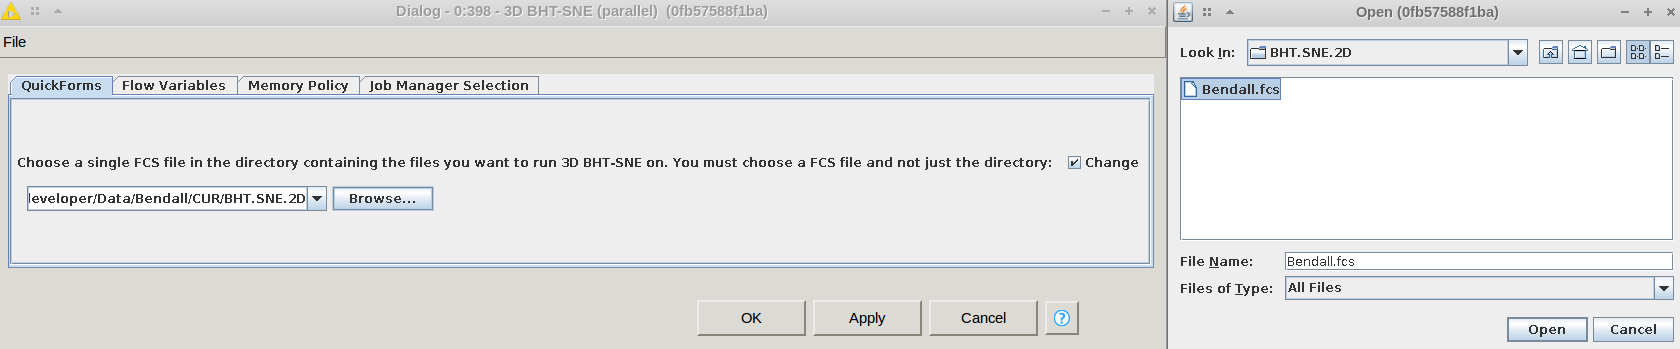 Dialog - 0:398 - 3D BHT-SNE (parallel) (0fb57588f1ba)
File
QuickForms Flow Variables Memory Policy Job Manager Selection
Choose a single FCS file in the directory containing the files you want to run 3D BHT-SNE on. You must choose a FCS file and not just the directory: Change
leveloper/Data/Bendall/CUR/BHT.SNE.2D Browse...
OK Apply Cancel ?
Open (0fb57588f1ba)
Look In: BHT.SNE.2D
Bendall.fcs
File Name: Bendall.fcs
Files of Type: All Files
Open Cancel